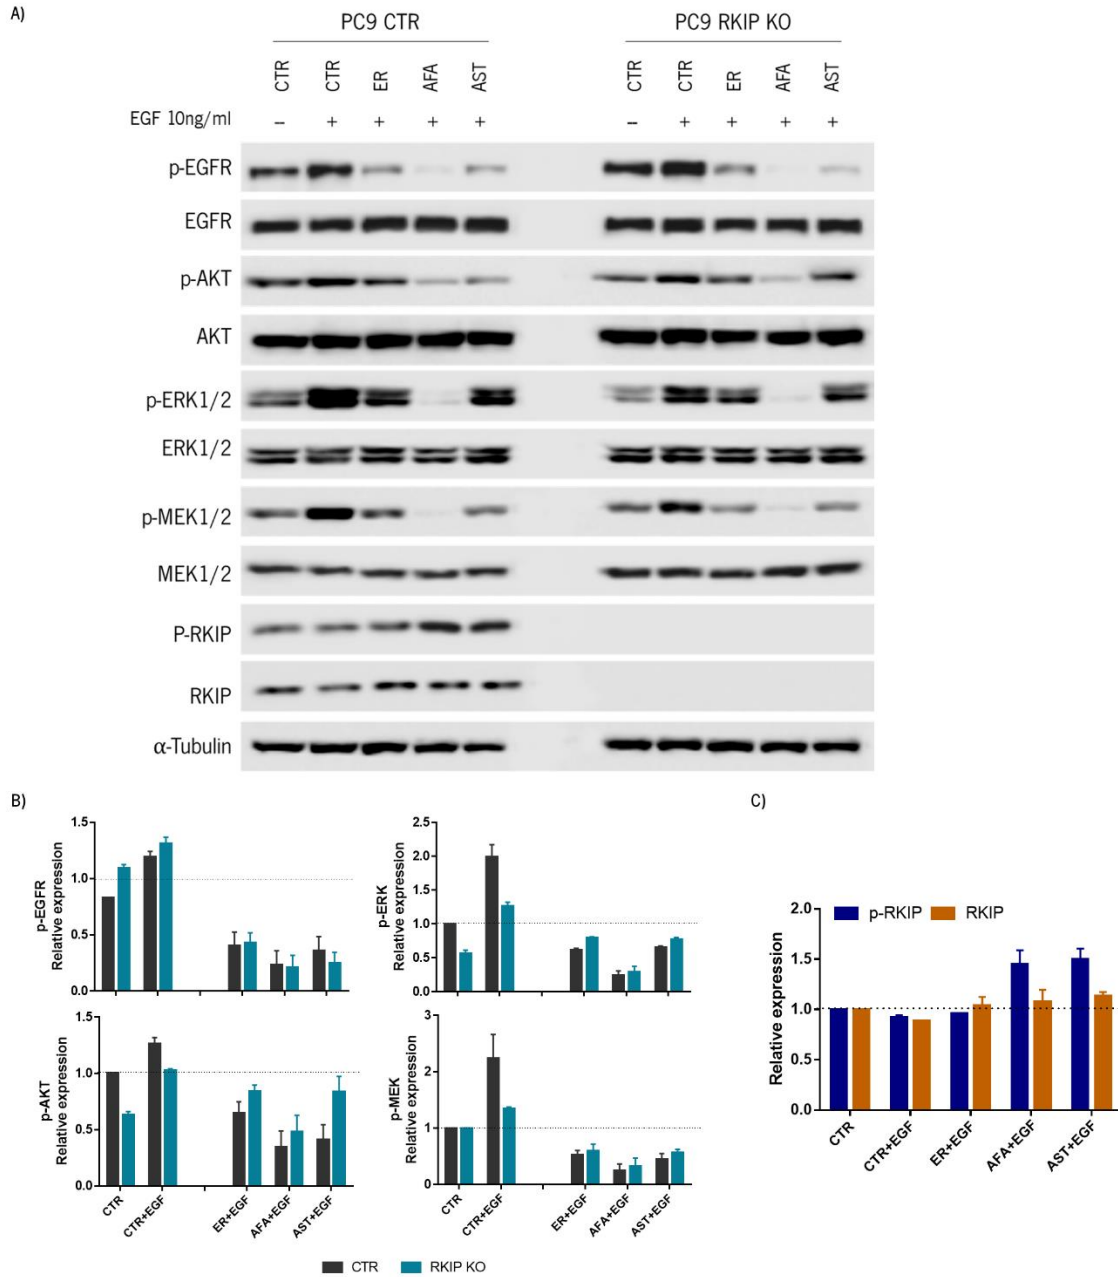 A)
PC9 CTR
PC9 RKIP KO
CTR CTR ER AFA AST CTR CTR ER AFA AST
EGF 10ng/ml – + + + + – + + + +
p-EGFR
EGFR
p-AKT
AKT
p-ERK1/2
ERK1/2
p-MEK1/2
MEK1/2
P-RKIP
RKIP
α-Tubulin
B)
p-EGFR
Relative expression
1.5
1.0
0.5
0.0
p-ERK
Relative expression
2.5
2.0
1.5
1.0
0.5
0.0
p-AKT
Relative expression
1.5
1.0
0.5
0.0
CTR
CTR+EGF
ER+EGF
AFA+EGF
AST+EGF
p-MEK
Relative expression
3
2
1
0
CTR
CTR+EGF
ER+EGF
AFA+EGF
AST+EGF
CTR
RKIP KO
C)
p-RKIP
RKIP
Relative expression
2.0
1.5
1.0
0.5
0.0
CTR
CTR+EGF
ER+EGF
AFA+EGF
AST+EGF